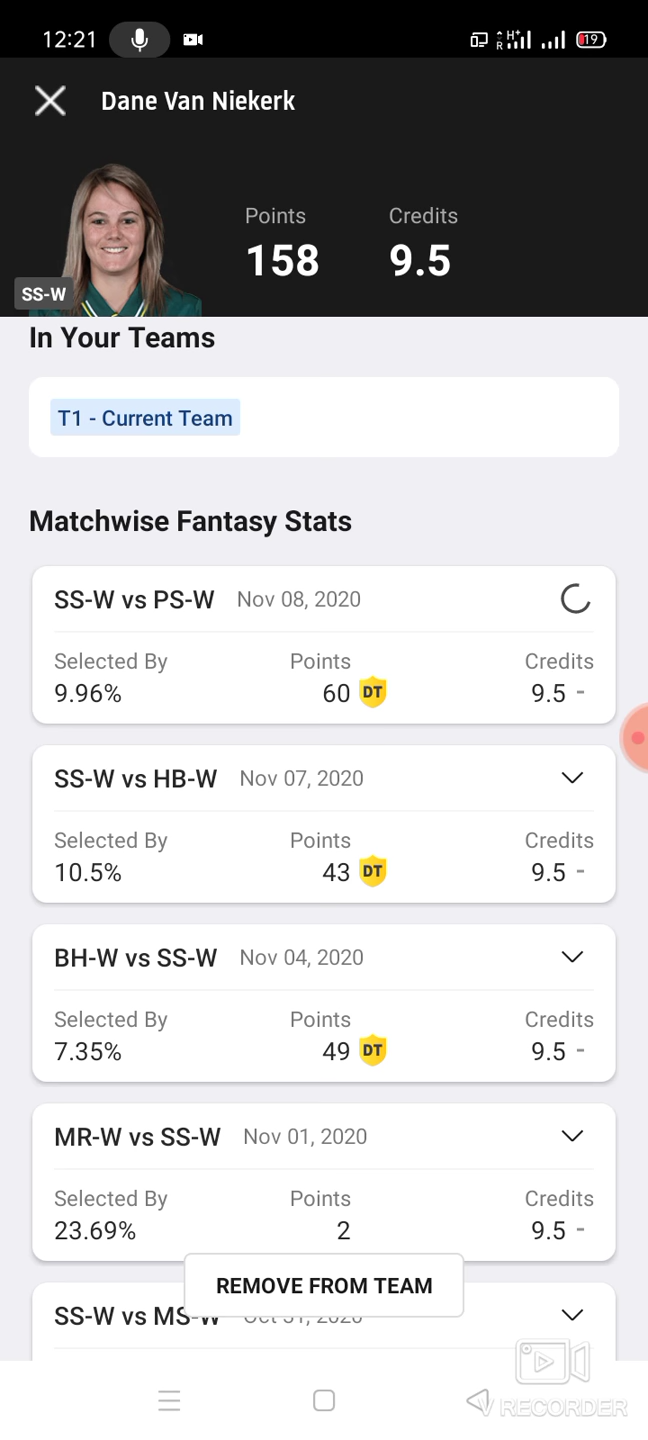 12:21
H+
R
19
Dane Van Niekerk
Points
Credits
158
9.5
SS-W
In Your Teams
T1 - Current Team
Matchwise Fantasy Stats
SS-W vs PS-W Nov 08, 2020
Selected By Points Credits
9.96% 60 DT 9.5 -
SS-W vs HB-W Nov 07, 2020
Selected By Points Credits
10.5% 43 DT 9.5 -
BH-W vs SS-W Nov 04, 2020
Selected By Points Credits
7.35% 49 DT 9.5 -
MR-W vs SS-W Nov 01, 2020
Selected By Points Credits
23.69% 2 9.5 -
REMOVE FROM TEAM
SS-W vs MS-W Oct 31, 2020
V RECORDER